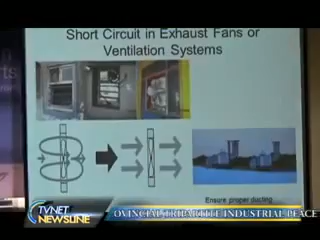 Short Circuit in Exhaust Fans or
Ventilation Systems
Ensure proper ducting
TVNET
NEWSLINE
OVINCIAL TRIPARTITE INDUSTRIAL PEACE